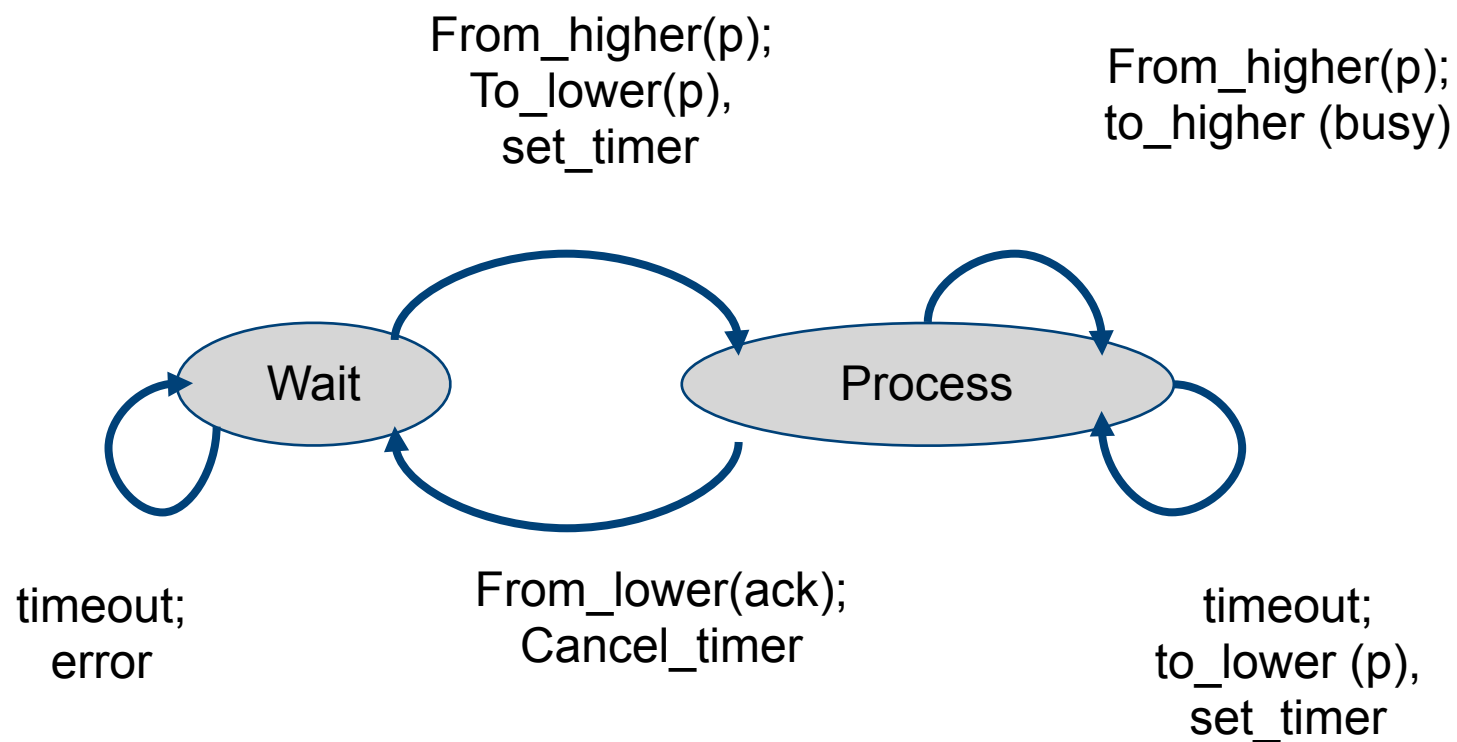 From_higher(p);
To_lower(p),
set_timer
From_higher(p);
to_higher (busy)
Wait
Process
timeout;
error
From_lower(ack);
Cancel_timer
timeout;
to_lower (p),
set_timer